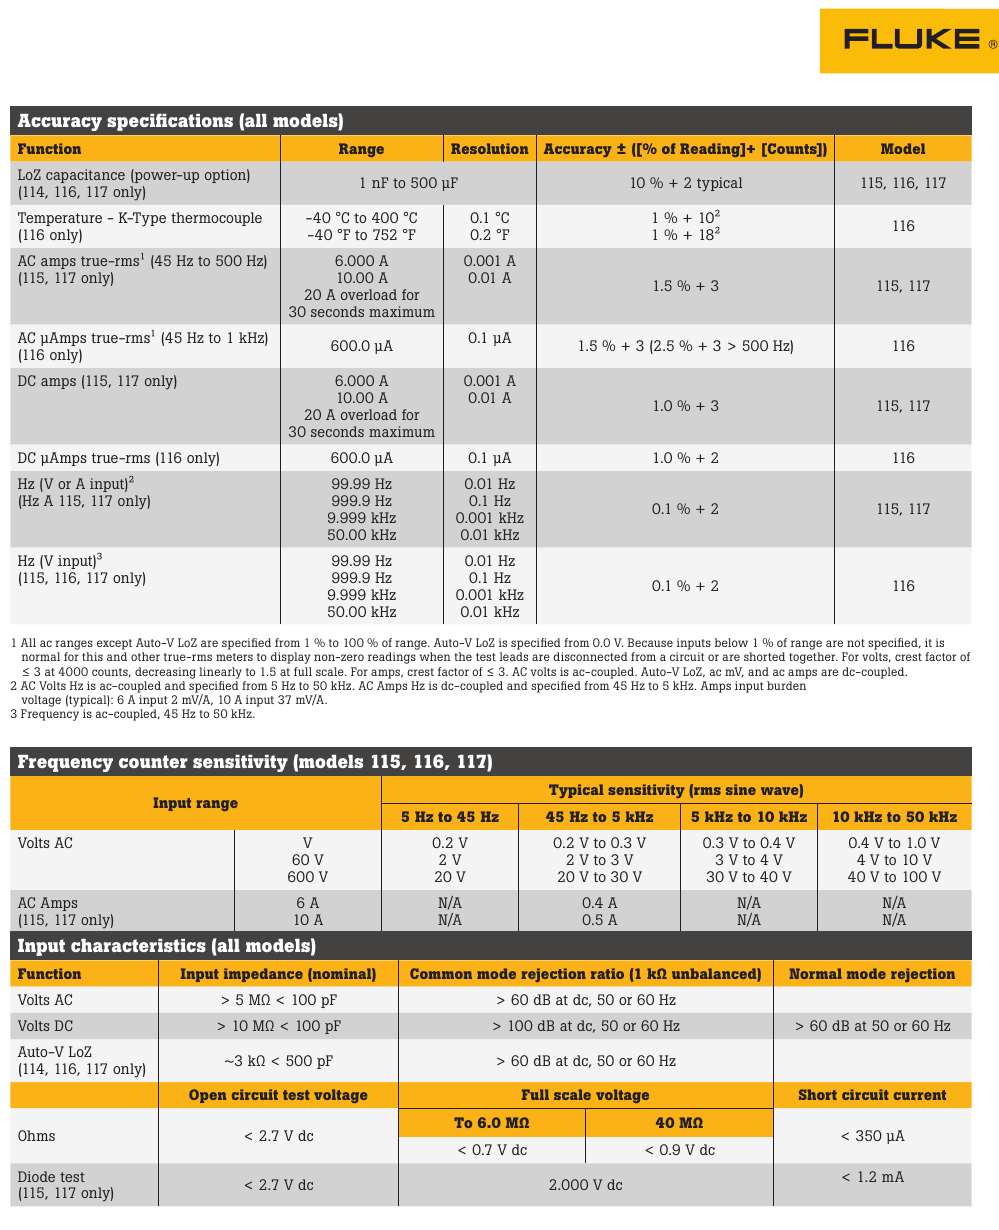 FLUKE ®
Accuracy specifications (all models)
Function Range Resolution Accuracy ± ([% of Reading]+ [Counts]) Model
LoZ capacitance (power-up option)
(114, 116, 117 only) 1 nF to 500 µF 10 % + 2 typical 115, 116, 117
Temperature - K-Type thermocouple –40 °C to 400 °C 0.1 °C 1 % + 10²
(116 only) –40 °F to 752 °F 0.2 °F 1 % + 18² 116
AC amps true-rms¹ (45 Hz to 500 Hz) 6.000 A 0.001 A
(115, 117 only) 10.00 A 0.01 A 1.5 % + 3 115, 117
20 A overload for
30 seconds maximum
AC µAmps true-rms¹ (45 Hz to 1 kHz)
(116 only) 600.0 µA 0.1 µA 1.5 % + 3 (2.5 % + 3 > 500 Hz) 116
DC amps (115, 117 only) 6.000 A 0.001 A
10.00 A 0.01 A 1.0 % + 3 115, 117
20 A overload for
30 seconds maximum
DC µAmps true-rms (116 only) 600.0 µA 0.1 µA 1.0 % + 2 116
Hz (V or A input)² 99.99 Hz 0.01 Hz
(Hz A 115, 117 only) 999.9 Hz 0.1 Hz 0.1 % + 2 115, 117
9.999 kHz 0.001 kHz
50.00 kHz 0.01 kHz
Hz (V input)³ 99.99 Hz 0.01 Hz
(115, 116, 117 only) 999.9 Hz 0.1 Hz 0.1 % + 2 116
9.999 kHz 0.001 kHz
50.00 kHz 0.01 kHz
1 All ac ranges except Auto-V LoZ are specified from 1 % to 100 % of range. Auto-V LoZ is specified from 0.0 V. Because inputs below 1 % of range are not specified, it is
normal for this and other true-rms meters to display non-zero readings when the test leads are disconnected from a circuit or are shorted together. For volts, crest factor of
≤ 3 at 4000 counts, decreasing linearly to 1.5 at full scale. For amps, crest factor of ≤ 3. AC volts is ac-coupled. Auto-V LoZ, ac mV, and ac amps are dc-coupled.
2 AC Volts Hz is ac-coupled and specified from 5 Hz to 50 kHz. AC Amps Hz is dc-coupled and specified from 45 Hz to 5 kHz. Amps input burden
voltage (typical): 6 A input 2 mV/A, 10 A input 37 mV/A.
3 Frequency is ac-coupled, 45 Hz to 50 kHz.
Frequency counter sensitivity (models 115, 116, 117)
Input range Typical sensitivity (rms sine wave)
5 Hz to 45 Hz 45 Hz to 5 kHz 5 kHz to 10 kHz 10 kHz to 50 kHz
Volts AC V 0.2 V 0.2 V to 0.3 V 0.3 V to 0.4 V 0.4 V to 1.0 V
60 V 2 V 2 V to 3 V 3 V to 4 V 4 V to 10 V
600 V 20 V 20 V to 30 V 30 V to 40 V 40 V to 100 V
AC Amps 6 A N/A 0.4 A N/A N/A
(115, 117 only) 10 A N/A 0.5 A N/A N/A
Input characteristics (all models)
Function Input impedance (nominal) Common mode rejection ratio (1 kΩ unbalanced) Normal mode rejection
Volts AC > 5 MΩ < 100 pF > 60 dB at dc, 50 or 60 Hz
Volts DC > 10 MΩ < 100 pF > 100 dB at dc, 50 or 60 Hz > 60 dB at 50 or 60 Hz
Auto-V LoZ
(114, 116, 117 only) ~3 kΩ < 500 pF > 60 dB at dc, 50 or 60 Hz
Open circuit test voltage Full scale voltage Short circuit current
To 6.0 MΩ 40 MΩ
Ohms < 2.7 V dc < 0.7 V dc < 0.9 V dc < 350 µA
Diode test
(115, 117 only) < 2.7 V dc 2.000 V dc < 1.2 mA